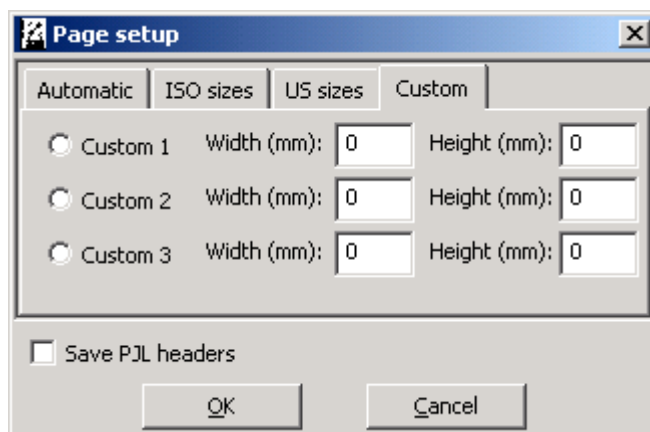 Page setup
Automatic ISO sizes US sizes Custom
Custom 1 Width (mm): 0 Height (mm): 0
Custom 2 Width (mm): 0 Height (mm): 0
Custom 3 Width (mm): 0 Height (mm): 0
Save PJL headers
OK Cancel